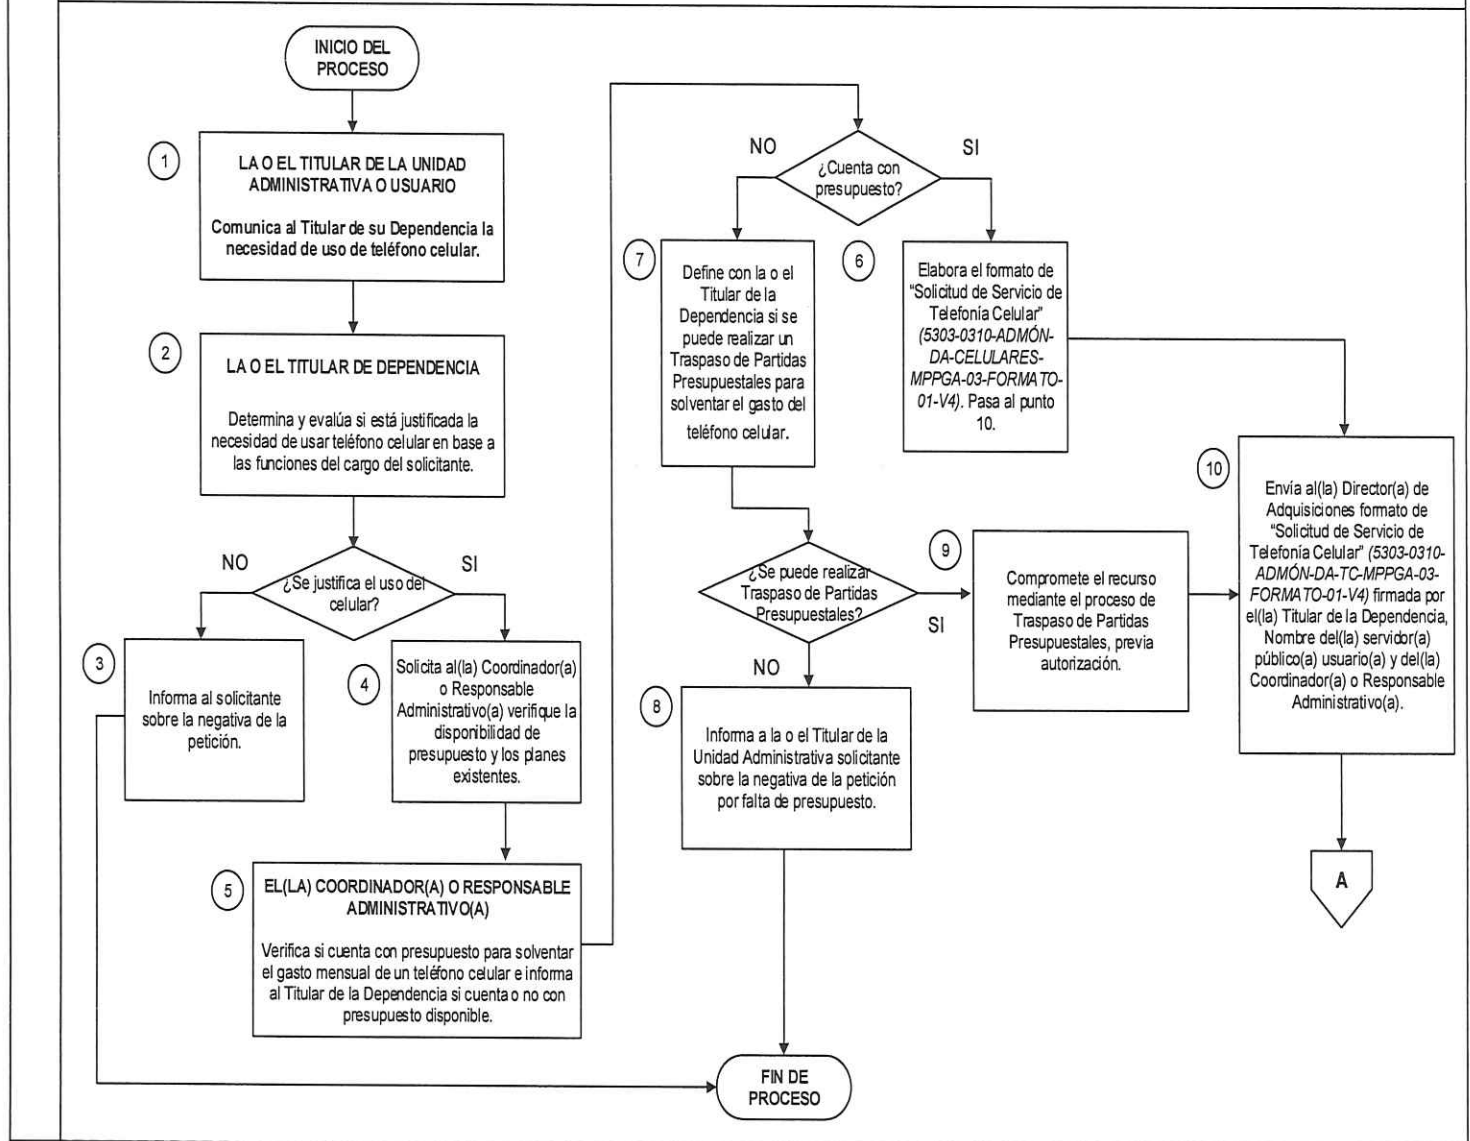 INICIO DEL
PROCESO
1
LA O EL TITULAR DE LA UNIDAD
ADMINISTRATIVA O USUARIO
Comunica al Titular de su Dependencia la
necesidad de uso de teléfono celular.
2
LA O EL TITULAR DE DEPENDENCIA
Determina y evalúa si está justificada la
necesidad de usar teléfono celular en base a
las funciones del cargo del solicitante.
NO
SI
¿Se justifica el uso del
celular?
3
Informa al solicitante
sobre la negativa de la
petición.
4
Solicita al(la) Coordinador(a)
o Responsable
Administrativo(a) verifique la
disponibilidad de
presupuesto y los planes
existentes.
5
EL(LA) COORDINADOR(A) O RESPONSABLE
ADMINISTRATIVO(A)
Verifica si cuenta con presupuesto para solventar
el gasto mensual de un teléfono celular e informa
al Titular de la Dependencia si cuenta o no con
presupuesto disponible.
NO
SI
¿Cuenta con
presupuesto?
7
Define con la o el
Titular de la
Dependencia si se
puede realizar un
Traspaso de Partidas
Presupuestales para
solventar el gasto del
teléfono celular.
6
Elabora el formato de
“Solicitud de Servicio de
Telefonía Celular”
(5303-0310-ADMÓN-
DA-CELULARES-
MPPGA-03-FORMATO-
01-V4). Pasa al punto
10.
¿Se puede realizar
Traspaso de Partidas
Presupuestales?
SI
NO
9
Compromete el recurso
mediante el proceso de
Traspaso de Partidas
Presupuestales, previa
autorización.
8
Informa a la o el Titular de la
Unidad Administrativa solicitante
sobre la negativa de la petición
por falta de presupuesto.
10
Envía al(la) Director(a) de
Adquisiciones formato de
“Solicitud de Servicio de
Telefonía Celular” (5303-0310-
ADMÓN-DA-TC-MPPGA-03-
FORMATO-01-V4) firmada por
el(la) Titular de la Dependencia,
Nombre del(la) servidor(a)
público(a) usuario(a) y del(la)
Coordinador(a) o Responsable
Administrativo(a).
A
FIN DE
PROCESO